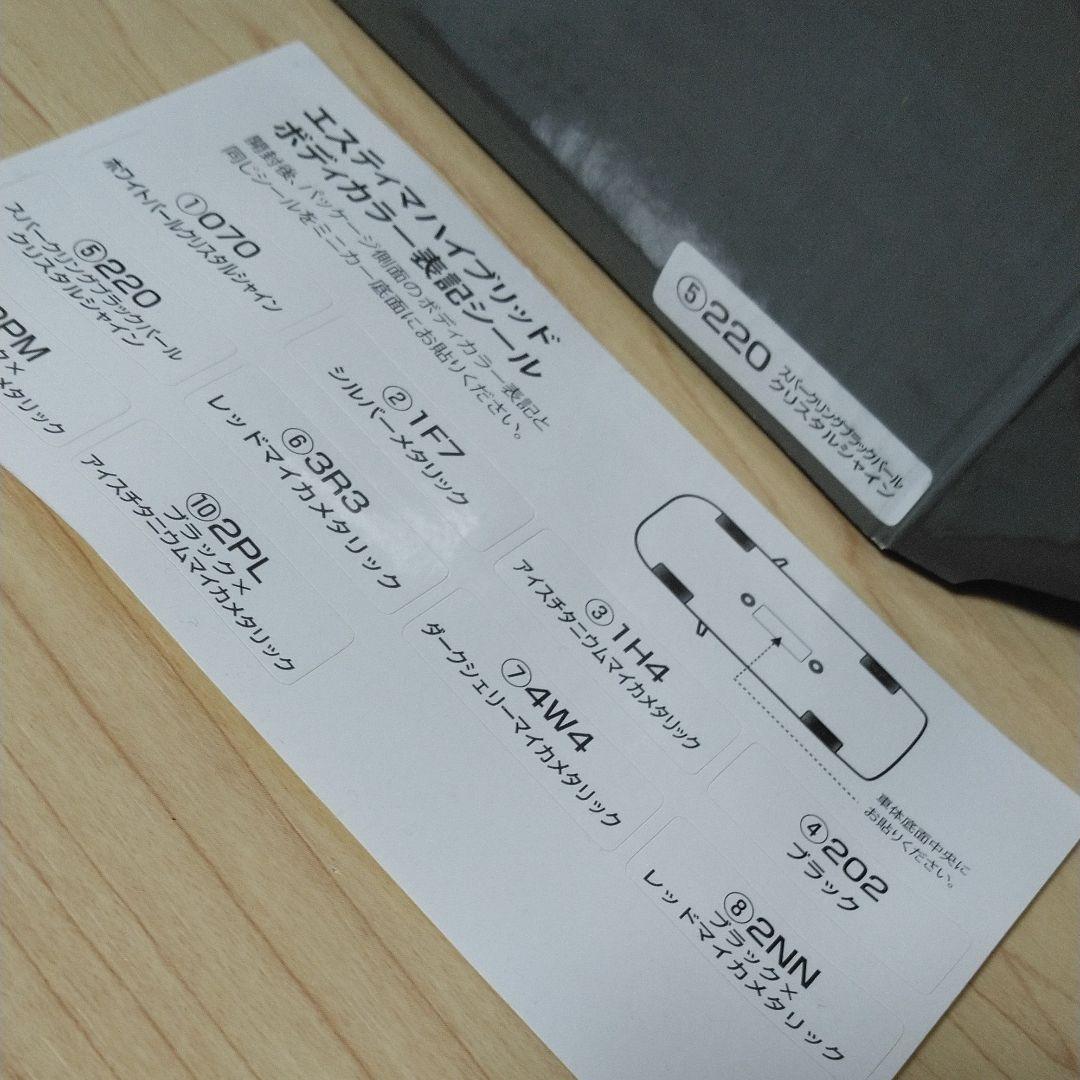 エスティマハイブリッド
ボディカラー表記シール
開封後、パッケージ側面のボディカラー表記と
同じシールをミニカー底面にお貼りください。
①070
ホワイトパールクリスタルシャイン
②1F7
シルバーメタリック
③1H4
アイスチタニウムマイカメタリック
④202
ブラック
⑤220
スパークリングブラックパール
クリスタルシャイン
⑥3R3
レッドマイカメタリック
⑦4W4
ダークシェリーマイカメタリック
⑧2NN
ブラック×
レッドマイカメタリック
PM
ク×
メタリック
⑩2PL
ブラック×
アイスチタニウムマイカメタリック
車体底面中央に
お貼りください。
⑤220
スパークリングブラックパール
クリスタルシャイン